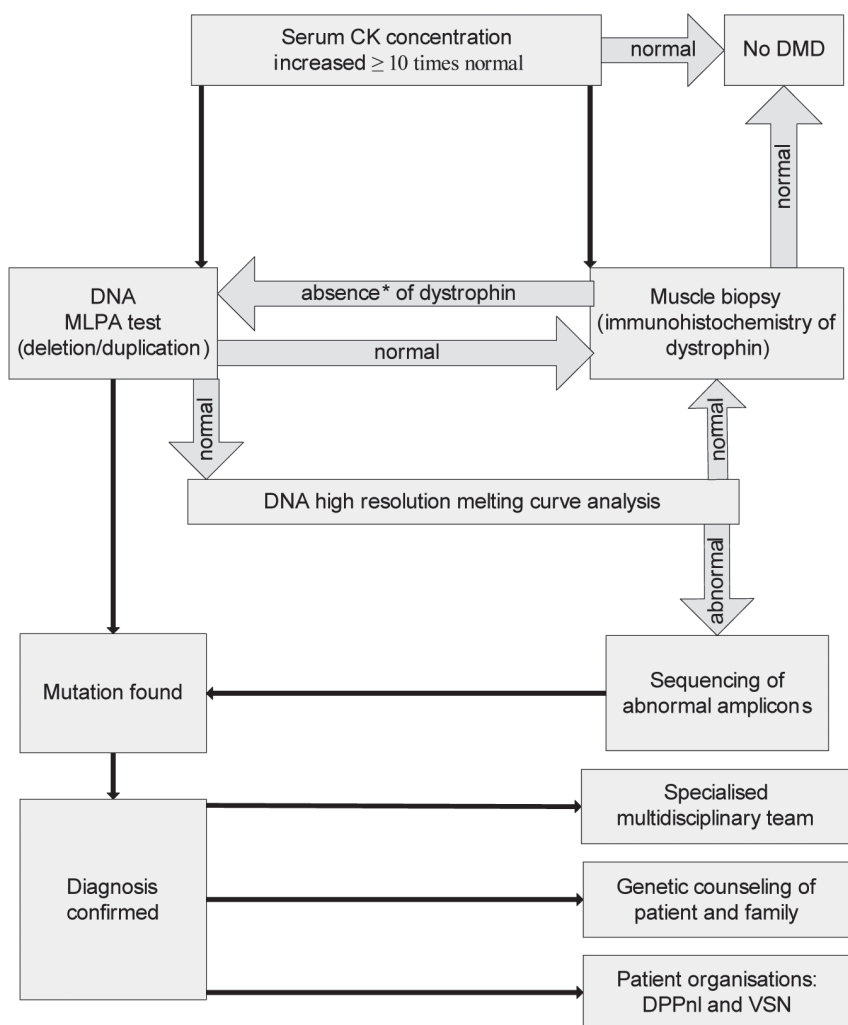 Serum CK concentration
increased ≥ 10 times normal
normal
No DMD
normal
DNA
MLPA test
(deletion/duplication)
absence* of dystrophin
normal
Muscle biopsy
(immunohistochemistry of
dystrophin)
normal
normal
DNA high resolution melting curve analysis
abnormal
Mutation found
Sequencing of
abnormal amplicons
Diagnosis
confirmed
Specialised
multidisciplinary team
Genetic counseling of
patient and family
Patient organisations:
DPPnl and VSN